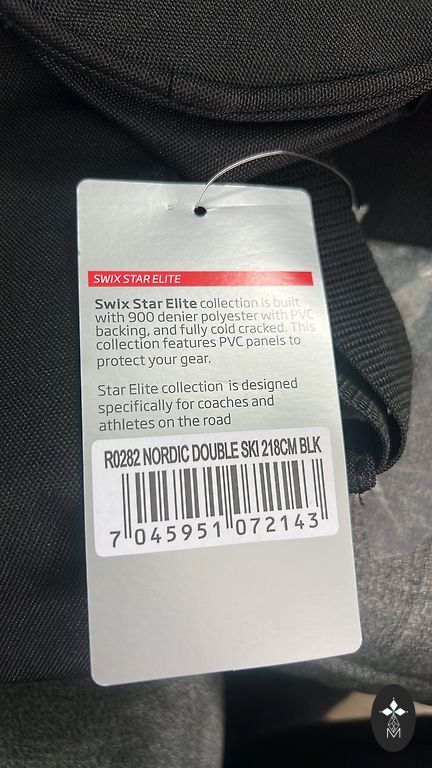 SWIX STAR ELITE
Swix Star Elite collection is built
with 900 denier polyester with PVC
backing, and fully cold cracked. This
collection features PVC panels to
protect your gear.
Star Elite collection is designed
specifically for coaches and
athletes on the road
R0282 NORDIC DOUBLE SKI 218CM BLK
7 045951 072143
M